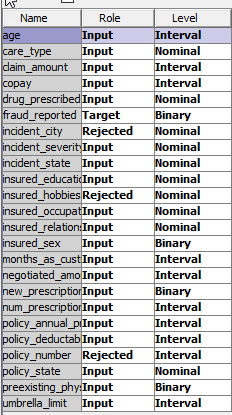 Name Role Level
age Input Interval
care_type Input Nominal
claim_amount Input Interval
copay Input Interval
drug_prescribed Input Nominal
fraud_reported Target Binary
incident_city Rejected Nominal
incident_severity Input Nominal
incident_state Input Nominal
insured_educatio Input Nominal
insured_hobbies Rejected Nominal
insured_occupat Input Nominal
insured_relations Input Nominal
insured_sex Input Binary
months_as_cust Input Interval
negotiated_amo Input Interval
new_prescription Input Binary
num_prescription Input Interval
policy_annual_pr Input Interval
policy_deductab Input Interval
policy_number Rejected Interval
policy_state Input Nominal
preexisting_phys Input Binary
umbrella_limit Input Interval